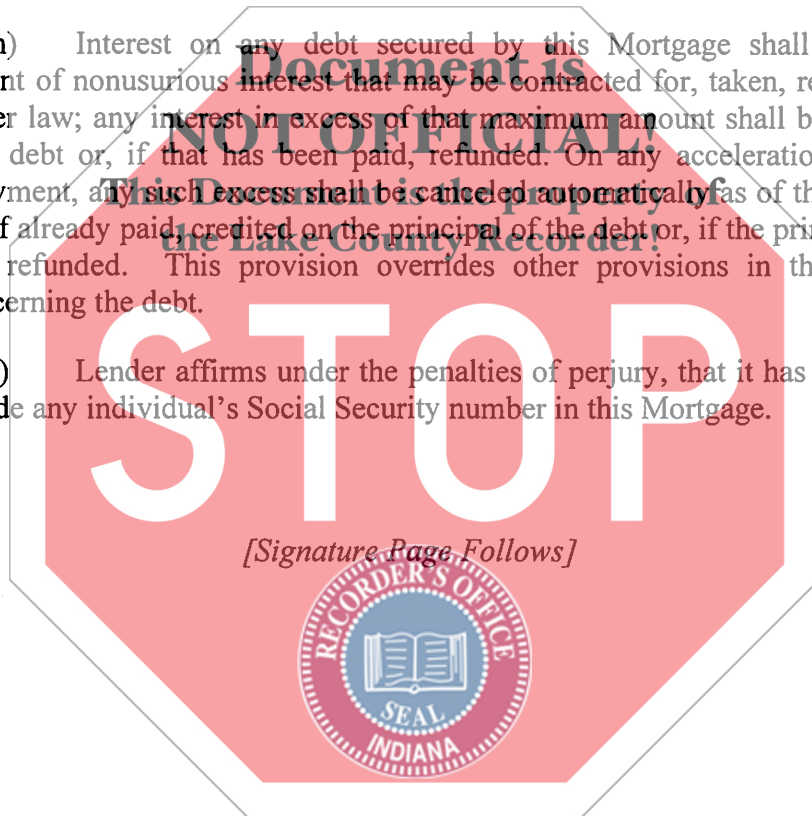 n) Interest on any debt secured by this Mortgage shall
nt of nonusurious interest that may be contracted for, taken, re
er law; any interest in excess of that maximum amount shall b
debt or, if that has been paid, refunded. On any acceleratio
yment, any such excess shall be canceled automatically as of th
f already paid, credited on the principal of the debt or, if the prin
refunded. This provision overrides other provisions in th
cerning the debt.
) Lender affirms under the penalties of perjury, that it has
de any individual's Social Security number in this Mortgage.
[Signature Page Follows]
Document is
NOT OFFICIAL!
This Document is the property of
the Lake County Recorder!
STOP
RECORDER'S OFFICE
SEAL
INDIANA